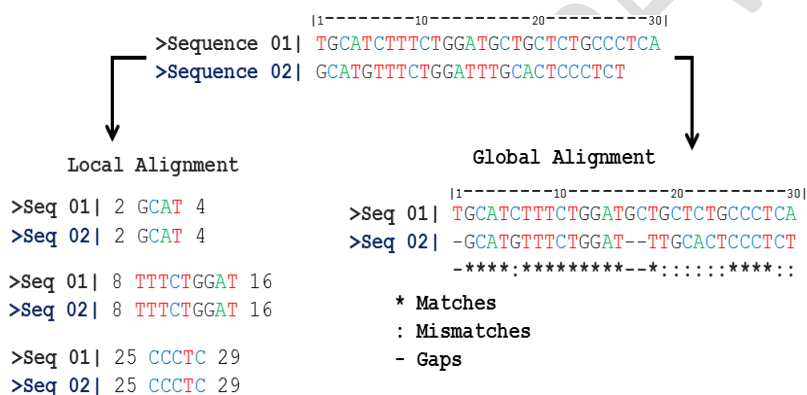 |1---------10---------20---------30|
>Sequence 01| TGCATCTTTCTGGATGCTGCTCTGCCCTCA
>Sequence 02| GCATGTTTCTGGATTTGCACTCCCTCT
Local Alignment
>Seq 01| 2 GCAT 4
>Seq 02| 2 GCAT 4
>Seq 01| 8 TTTCTGGAT 16
>Seq 02| 8 TTTCTGGAT 16
>Seq 01| 25 CCCTC 29
>Seq 02| 25 CCCTC 29
Global Alignment
|1---------10---------20---------30|
>Seq 01| TGCATCTTTCTGGATGCTGCTCTGCCCTCA
>Seq 02| -GCATGTTTCTGGAT--TTGCACTCCCTCT
-****:*********--*::::::****::
* Matches
: Mismatches
- Gaps